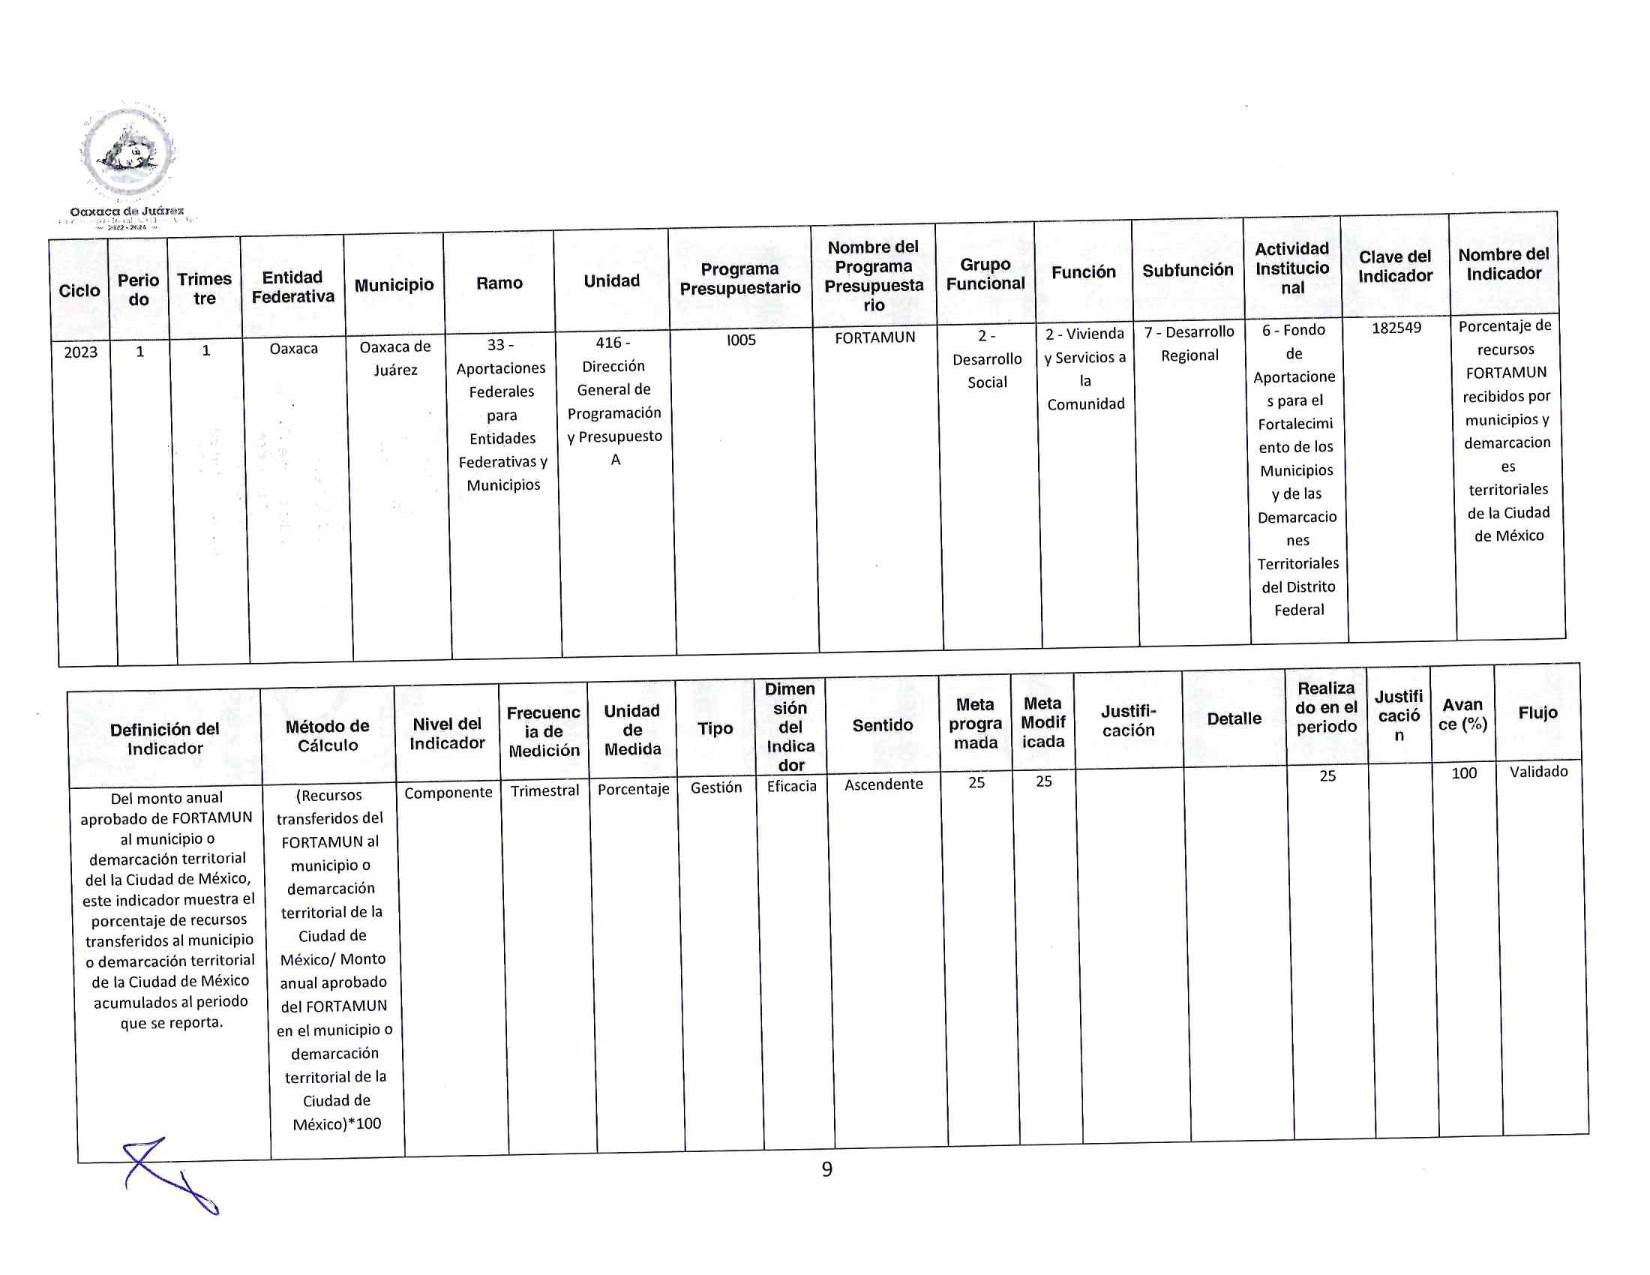 Oaxaca de Juárez
2022 - 2024
Ciclo
Perio
do
Trimes
tre
Entidad
Federativa
Municipio
Ramo
Unidad
Programa
Presupuestario
Nombre del
Programa
Presupuesta
rio
Grupo
Funcional
Función
Subfunción
Actividad
Institucio
nal
Clave del
Indicador
Nombre del
Indicador
2023
1
1
Oaxaca
Oaxaca de
Juárez
33 -
Aportaciones
Federales
para
Entidades
Federativas y
Municipios
416 -
Dirección
General de
Programación
y Presupuesto
A
I005
FORTAMUN
2 -
Desarrollo
Social
2 - Vivienda
y Servicios a
la
Comunidad
7 - Desarrollo
Regional
6 - Fondo
de
Aportacione
s para el
Fortalecimi
ento de los
Municipios
y de las
Demarcacio
nes
Territoriales
del Distrito
Federal
182549
Porcentaje de
recursos
FORTAMUN
recibidos por
municipios y
demarcacion
es
territoriales
de la Ciudad
de México
Definición del
Indicador
Método de
Cálculo
Nivel del
Indicador
Frecuenc
ia de
Medición
Unidad
de
Medida
Tipo
Dimen
sión
del
Indica
dor
Sentido
Meta
progra
mada
Meta
Modif
icada
Justifi-
cación
Detalle
Realiza
do en el
periodo
Justifi
cació
n
Avan
ce (%)
Flujo
Del monto anual
aprobado de FORTAMUN
al municipio o
demarcación territorial
del la Ciudad de México,
este indicador muestra el
porcentaje de recursos
transferidos al municipio
o demarcación territorial
de la Ciudad de México
acumulados al periodo
que se reporta.
(Recursos
transferidos del
FORTAMUN al
municipio o
demarcación
territorial de la
Ciudad de
México/ Monto
anual aprobado
del FORTAMUN
en el municipio o
demarcación
territorial de la
Ciudad de
México)*100
Componente
Trimestral
Porcentaje
Gestión
Eficacia
Ascendente
25
25
25
100
Validado
9